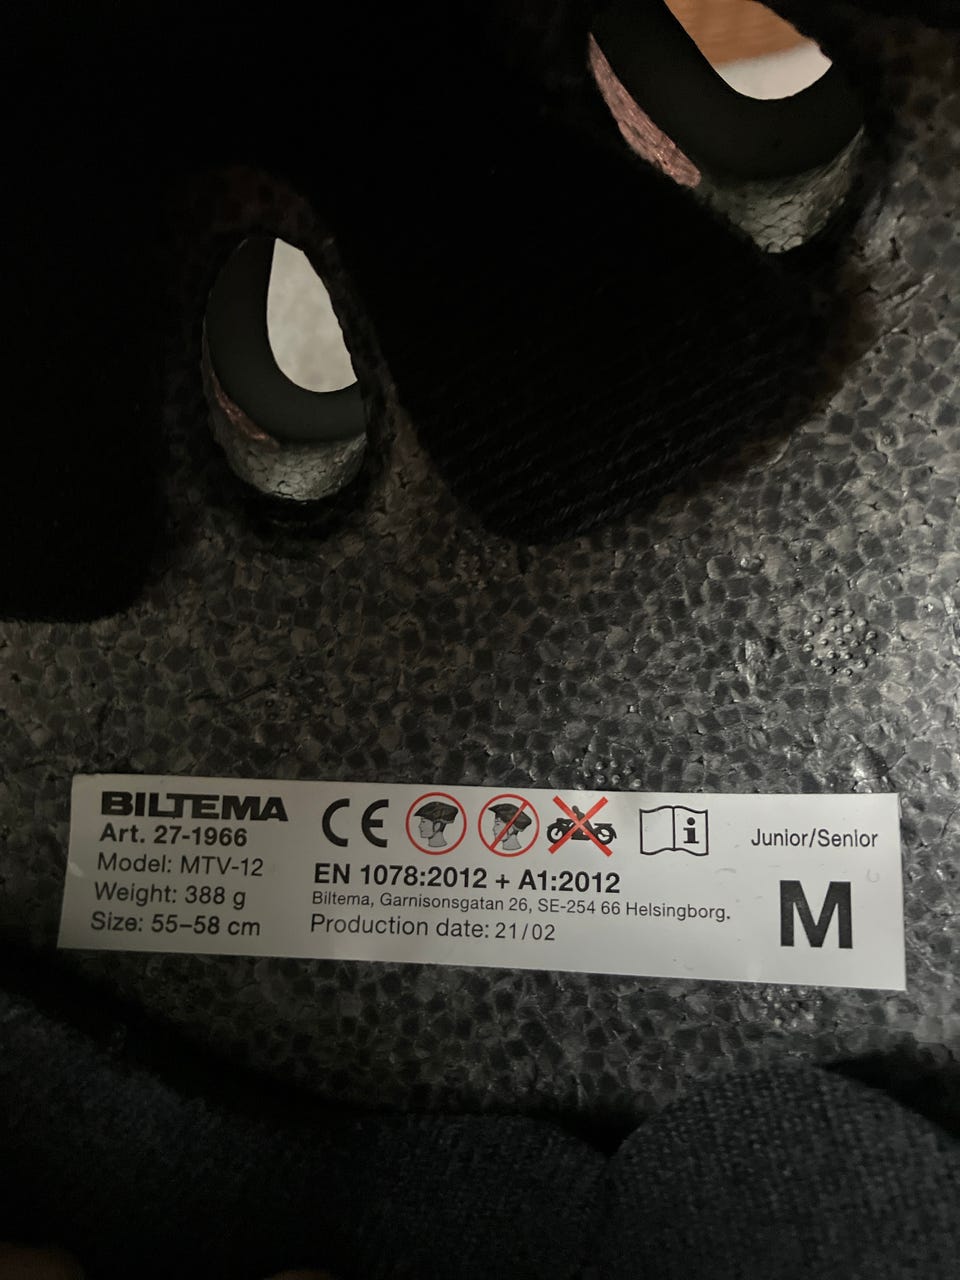 BILTEMA
Art. 27-1966
Model: MTV-12
Weight: 388 g
Size: 55–58 cm
CE
EN 1078:2012 + A1:2012
Biltema, Garnisonsgatan 26, SE-254 66 Helsingborg.
Production date: 21/02
i
Junior/Senior
M